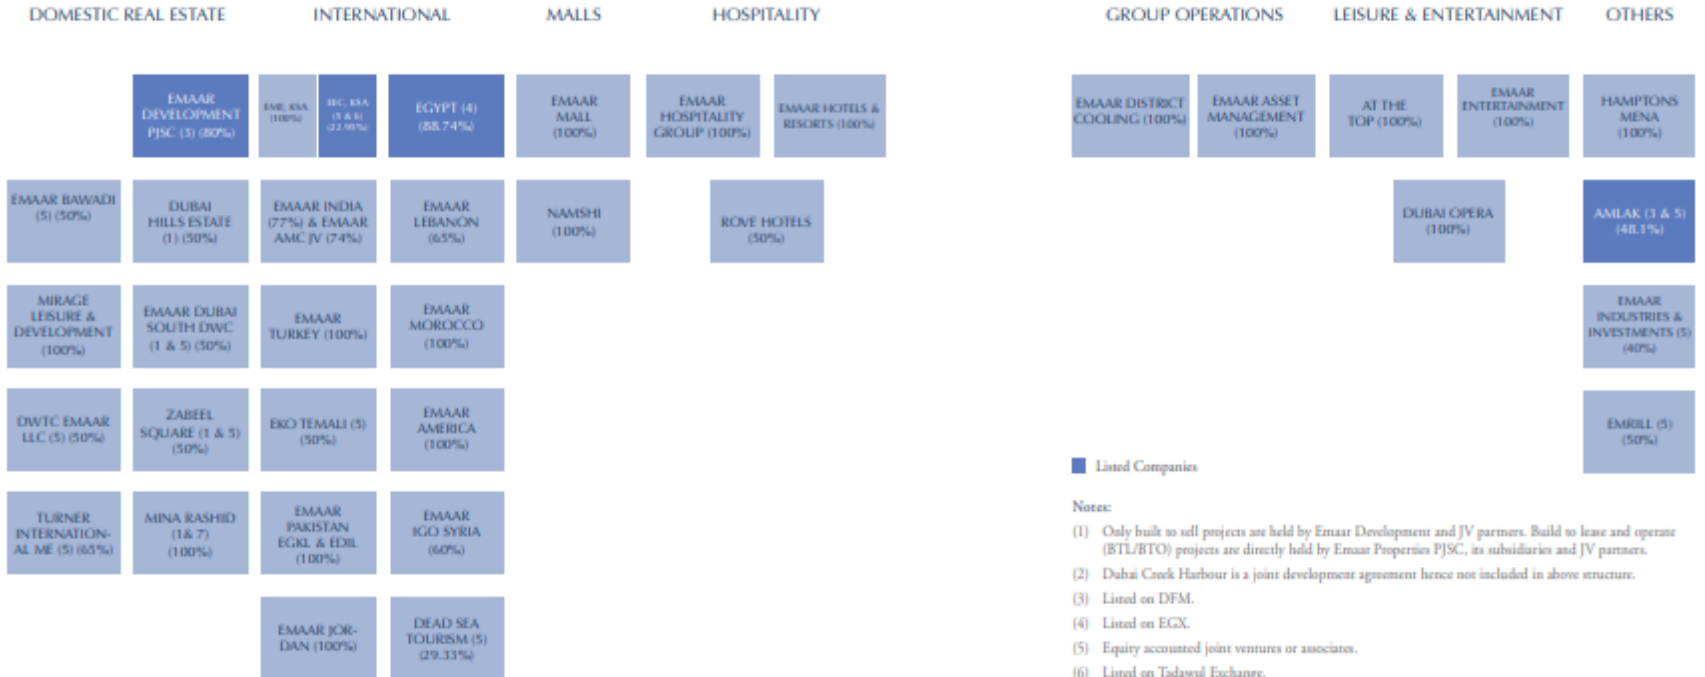 DOMESTIC REAL ESTATE
INTERNATIONAL
MALLS
HOSPITALITY
GROUP OPERATIONS
LEISURE & ENTERTAINMENT
OTHERS
EMAAR
DEVELOPMENT
PJSC (3) (80%)
EME, KSA
(100%)
EEC, KSA
(5 & 6)
(22.95%)
EGYPT (4)
(88.74%)
EMAAR
MALL
(100%)
EMAAR
HOSPITALITY
GROUP (100%)
EMAAR HOTELS &
RESORTS (100%)
EMAAR DISTRICT
COOLING (100%)
EMAAR ASSET
MANAGEMENT
(100%)
AT THE
TOP (100%)
EMAAR
ENTERTAINMENT
(100%)
HAMPTONS
MENA
(100%)
EMAAR BAWADI
(5) (50%)
DUBAI
HILLS ESTATE
(1) (50%)
EMAAR INDIA
(77%) & EMAAR
AMC JV (74%)
EMAAR
LEBANON
(65%)
NAMSHI
(100%)
ROVE HOTELS
(50%)
DUBAI OPERA
(100%)
AMLAK (3 & 5)
(48.1%)
MIRAGE
LEISURE &
DEVELOPMENT
(100%)
EMAAR DUBAI
SOUTH DWC
(1 & 5) (50%)
EMAAR
TURKEY (100%)
EMAAR
MOROCCO
(100%)
EMAAR
INDUSTRIES &
INVESTMENTS (5)
(40%)
DWTC EMAAR
LLC (5) (50%)
ZABEEL
SQUARE (1 & 5)
(50%)
EKO TEMALI (5)
(50%)
EMAAR
AMERICA
(100%)
EMRILL (5)
(50%)
TURNER
INTERNATION-
AL ME (5) (65%)
MINA RASHID
(1& 7)
(100%)
EMAAR
PAKISTAN
EGKL & EDIL
(100%)
EMAAR
IGO SYRIA
(60%)
EMAAR JOR-
DAN (100%)
DEAD SEA
TOURISM (5)
(29.33%)
Listed Companies
Notes:
(1) Only built to sell projects are held by Emaar Development and JV partners. Build to lease and operate
(BTL/BTO) projects are directly held by Emaar Properties PJSC, its subsidiaries and JV partners.
(2) Dubai Creek Harbour is a joint development agreement hence not included in above structure.
(3) Listed on DFM.
(4) Listed on EGX.
(5) Equity accounted joint ventures or associates.
(6) Listed on Tadawul Exchange.